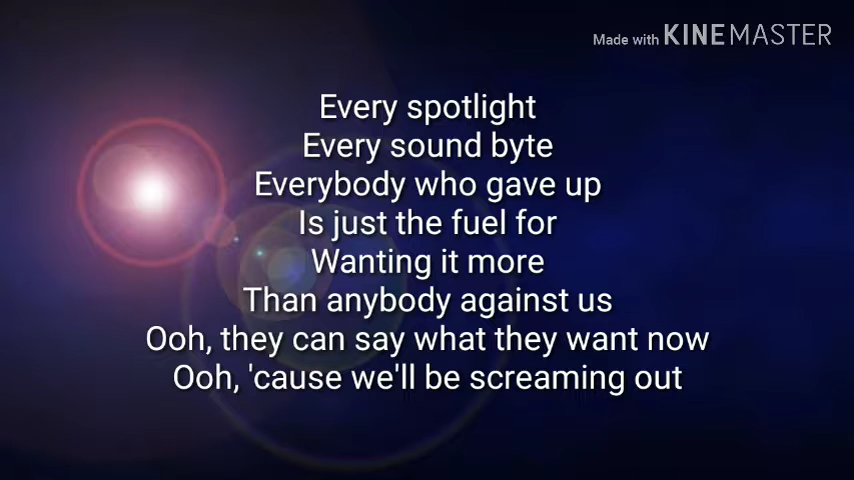 Made with KINEMASTER
Every spotlight
Every sound byte
Everybody who gave up
Is just the fuel for
Wanting it more
Than anybody against us
Ooh, they can say what they want now
Ooh, 'cause we'll be screaming out